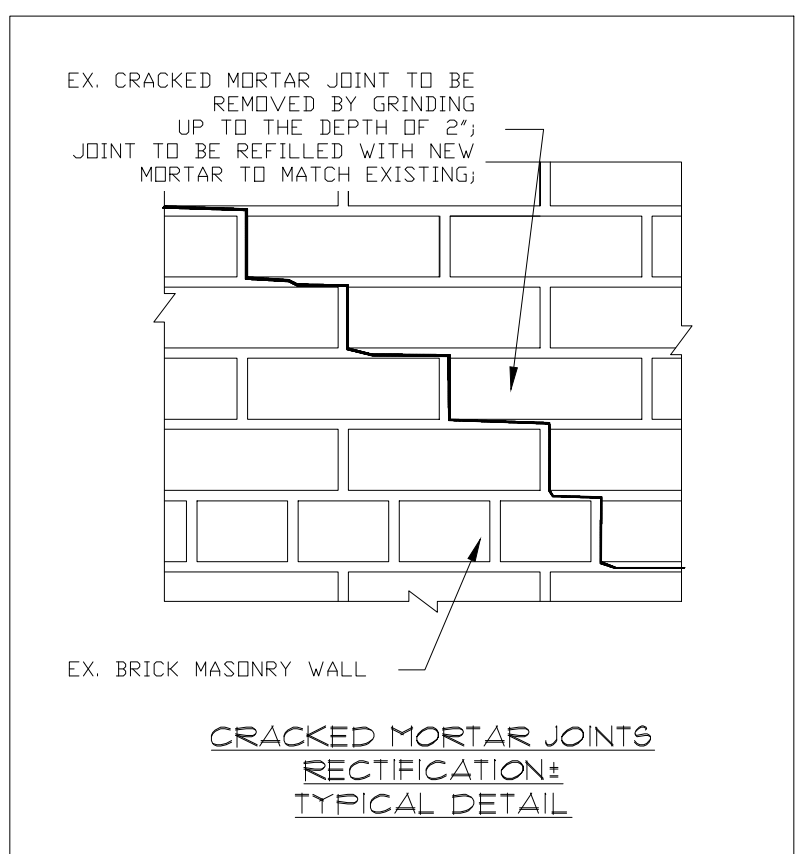 EX. CRACKED MORTAR JOINT TO BE
REMOVED BY GRINDING
UP TO THE DEPTH OF 2";
JOINT TO BE REFILLED WITH NEW
MORTAR TO MATCH EXISTING;
EX. BRICK MASONRY WALL
CRACKED MORTAR JOINTS
RECTIFICATION±
TYPICAL DETAIL